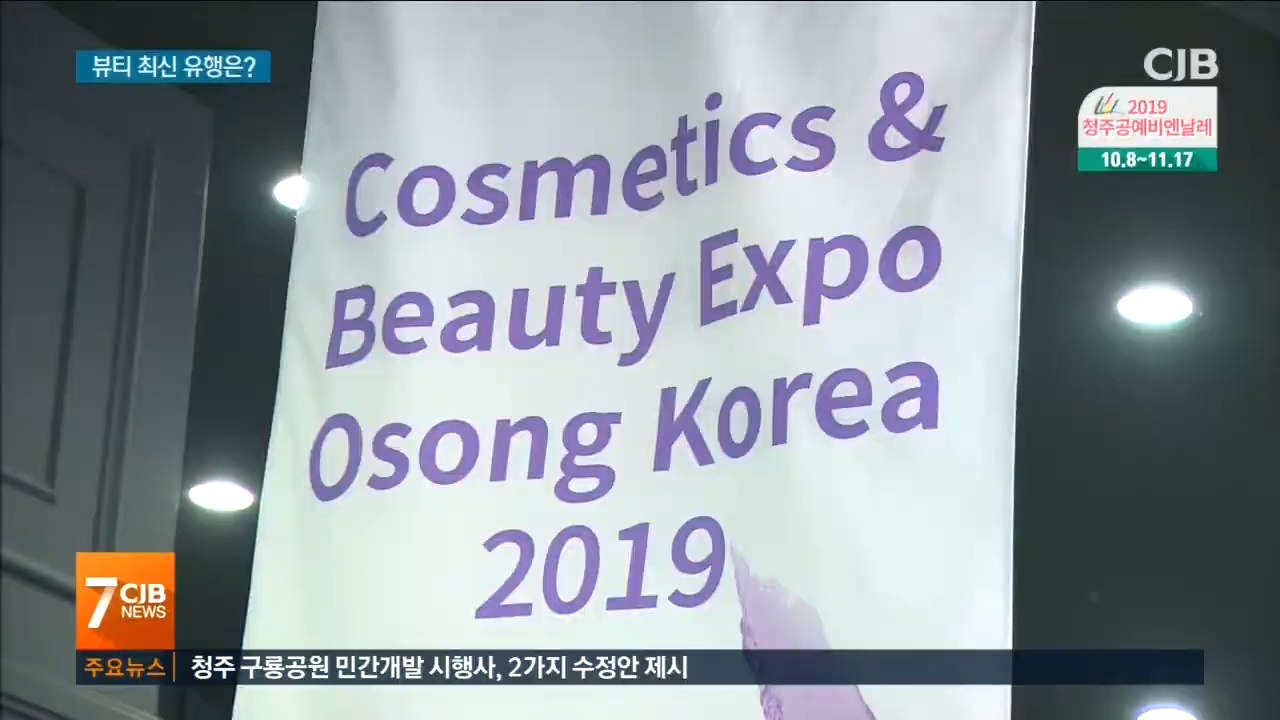 뷰티 최신 유행은?
CJB
2019
청주공예비엔날레
10.8~11.17
Cosmetics &
Beauty Expo
Osong Korea
2019
7 CJB
NEWS
주요뉴스 청주 구룡공원 민간개발 시행사, 2가지 수정안 제시